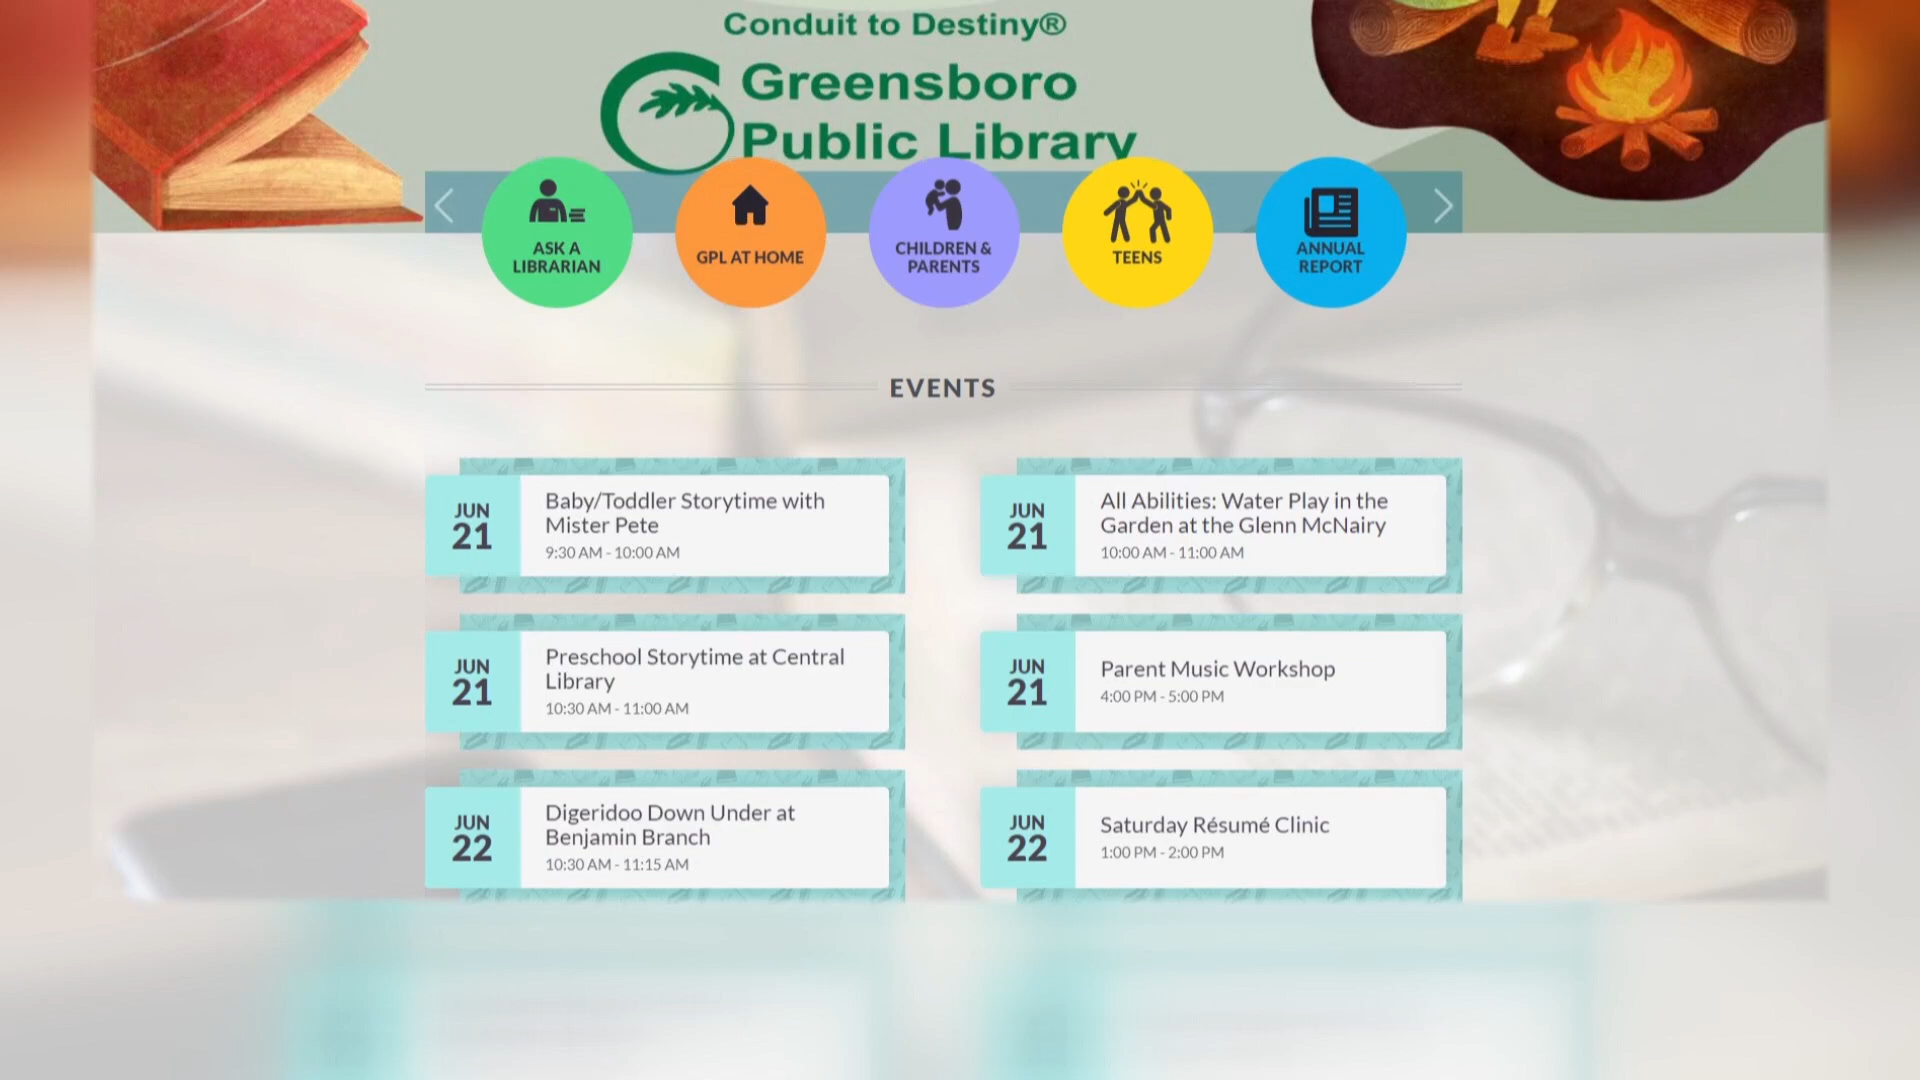 Conduit to Destiny®
Greensboro
Public Library
ASK A
LIBRARIAN
GPL AT HOME
CHILDREN &
PARENTS
TEENS
ANNUAL
REPORT
EVENTS
JUN
21
Baby/Toddler Storytime with
Mister Pete
9:30 AM - 10:00 AM
JUN
21
All Abilities: Water Play in the
Garden at the Glenn McNairy
10:00 AM - 11:00 AM
JUN
21
Preschool Storytime at Central
Library
10:30 AM - 11:00 AM
JUN
21
Parent Music Workshop
4:00 PM - 5:00 PM
JUN
22
Digeridoo Down Under at
Benjamin Branch
10:30 AM - 11:15 AM
JUN
22
Saturday Résumé Clinic
1:00 PM - 2:00 PM